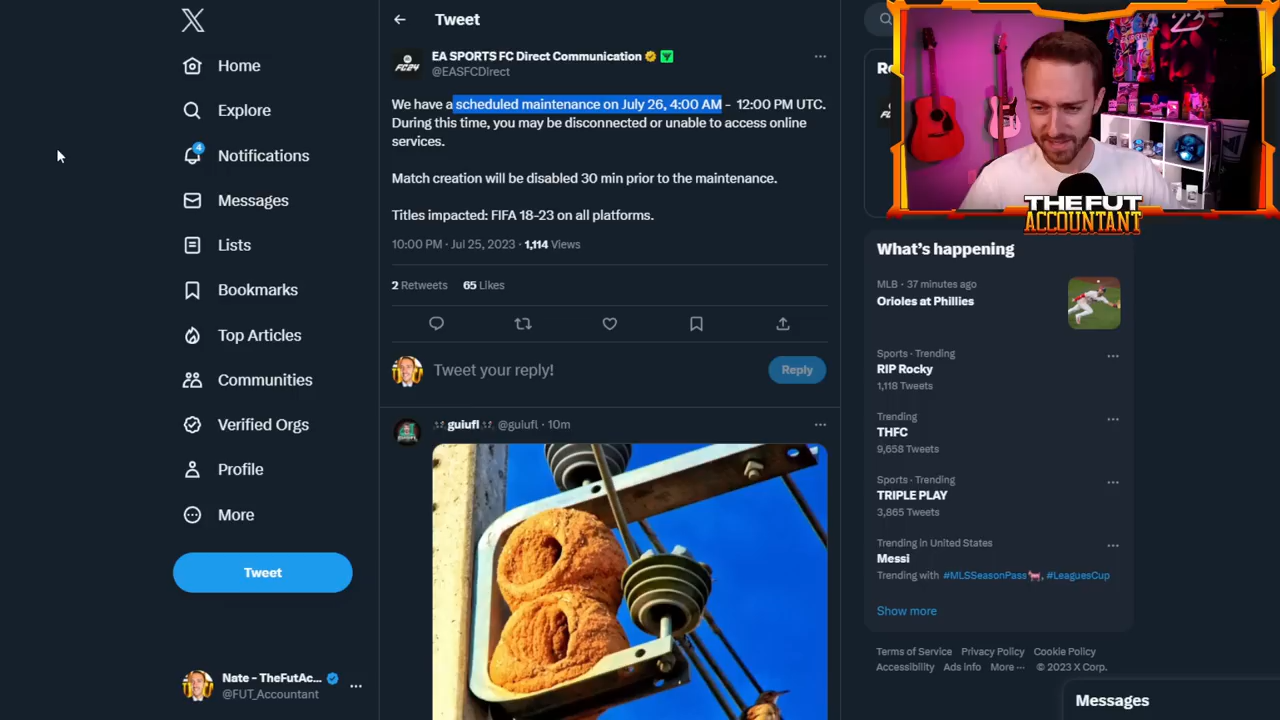 Home
Explore
4
Notifications
Messages
Lists
Bookmarks
Top Articles
Communities
Verified Orgs
Profile
More
Tweet
Nate - TheFutAc...
@FUT_Accountant
Tweet
EA SPORTS FC Direct Communication
@EASFCDirect
We have a scheduled maintenance on July 26, 4:00 AM - 12:00 PM UTC.
During this time, you may be disconnected or unable to access online
services.
Match creation will be disabled 30 min prior to the maintenance.
Titles impacted: FIFA 18-23 on all platforms.
10:00 PM · Jul 25, 2023 · 1,114 Views
2 Retweets 65 Likes
Tweet your reply!
Reply
guiufl @guiufl · 10m
THE FUT
ACCOUNTANT
What's happening
MLB · 37 minutes ago
Orioles at Phillies
Sports · Trending
RIP Rocky
1,118 Tweets
Trending
THFC
9,658 Tweets
Sports · Trending
TRIPLE PLAY
3,865 Tweets
Trending in United States
Messi
Trending with #MLSSeasonPass, #LeaguesCup
Show more
Terms of Service Privacy Policy Cookie Policy
Accessibility Ads info More ··· © 2023 X Corp.
Messages